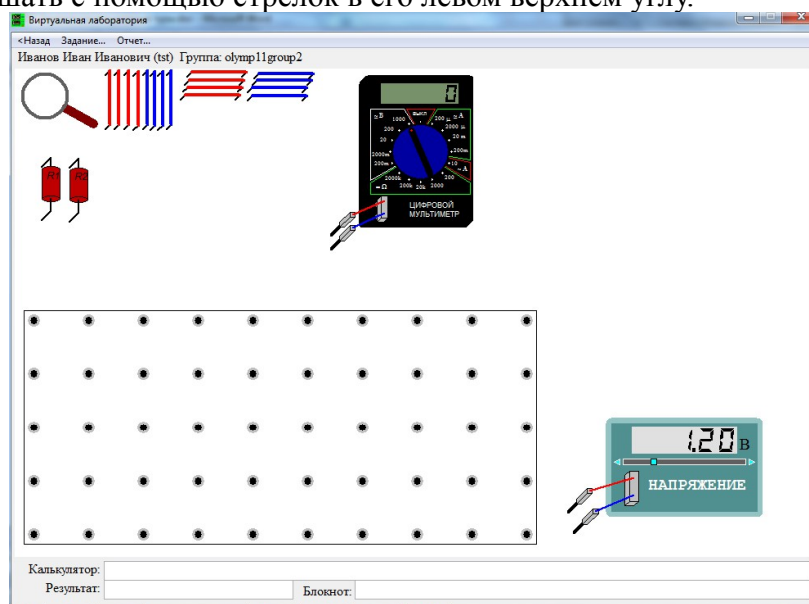 шать с помощью стрелок в его левом верхнем углу.
Виртуальная лаборатория
<Назад Задание... Отчет...
Иванов Иван Иванович (tst) Группа: olymp11group2
R1 R2
0
≃В 1000 выкл 200 μ ≃А
200 2000 μ
20 20 m
2000m 200m
200m 10 ~А
2000k 200
=Ω 200k 20k 2000
ЦИФРОВОЙ
МУЛЬТИМЕТР
1.20 В
НАПРЯЖЕНИЕ
Калькулятор:
Результат: Блокнот: